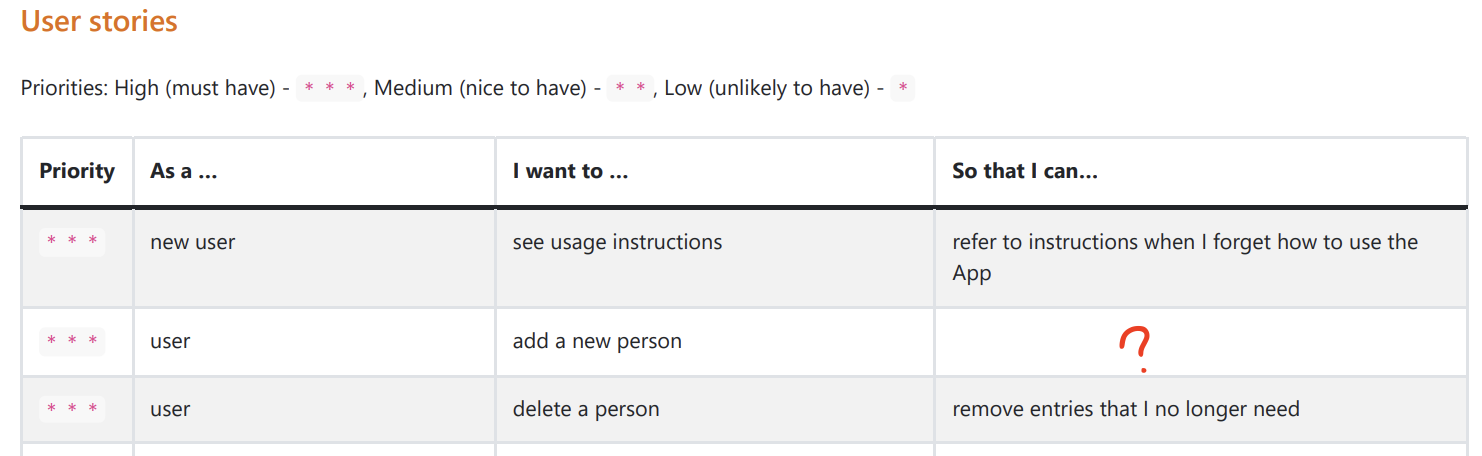 User stories
Priorities: High (must have) - * * *, Medium (nice to have) - * *, Low (unlikely to have) - *
Priority As a ... I want to ... So that I can...
* * * new user see usage instructions refer to instructions when I forget how to use the
App
* * * user add a new person ?
* * * user delete a person remove entries that I no longer need